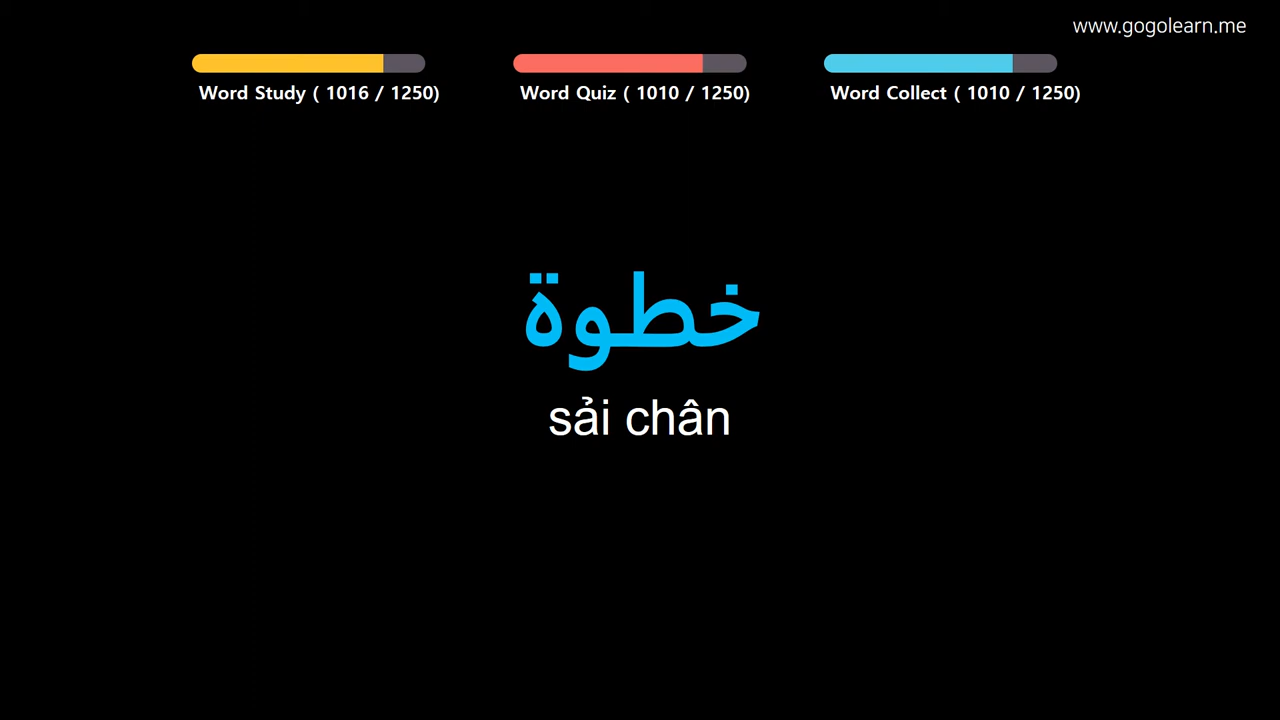 www.gogolearn.me
Word Study ( 1016 / 1250)
Word Quiz ( 1010 / 1250)
Word Collect ( 1010 / 1250)
خطوة
sải chân